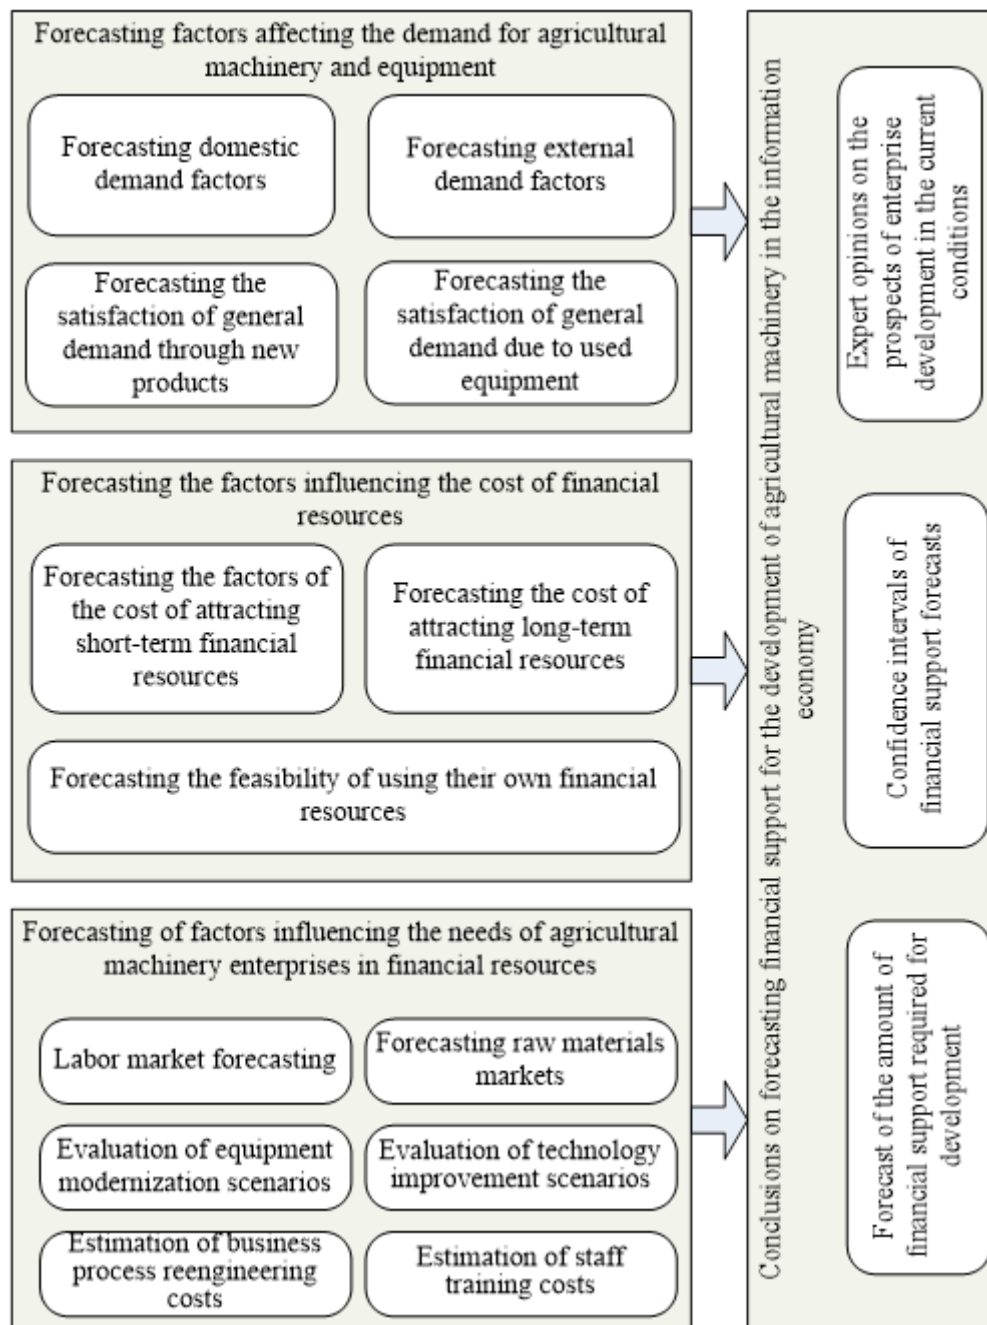 Forecasting factors affecting the demand for agricultural
machinery and equipment
Forecasting domestic
demand factors
Forecasting external
demand factors
Forecasting the
satisfaction of general
demand through new
products
Forecasting the
satisfaction of general
demand due to used
equipment
Forecasting the factors influencing the cost of financial
resources
Forecasting the factors of
the cost of attracting
short-term financial
resources
Forecasting the cost of
attracting long-term
financial resources
Forecasting the feasibility of using their own financial
resources
Forecasting of factors influencing the needs of agricultural
machinery enterprises in financial resources
Labor market forecasting
Forecasting raw materials
markets
Evaluation of equipment
modernization scenarios
Evaluation of technology
improvement scenarios
Estimation of business
process reengineering
costs
Estimation of staff
training costs
Conclusions on forecasting financial support for the development of agricultural machinery in the information
economy
Expert opinions on the
prospects of enterprise
development in the current
conditions
Confidence intervals of
financial support forecasts
Forecast of the amount of
financial support required for
development